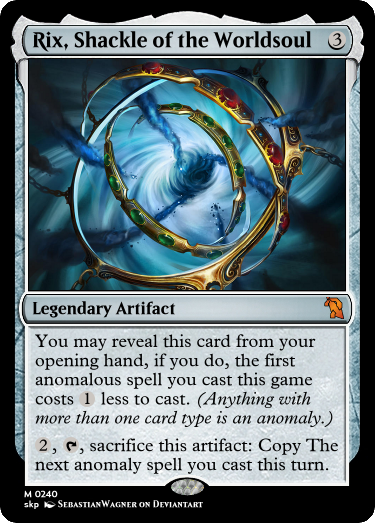 Rix, Shackle of the Worldsoul 3
Legendary Artifact
You may reveal this card from your
opening hand, if you do, the first
anomalous spell you cast this game
costs 1 less to cast. (Anything with
more than one card type is an anomaly.)
2 , , sacrifice this artifact: Copy The
next anomaly spell you cast this turn.
M 0240
skp SebastianWagner on Deviantart